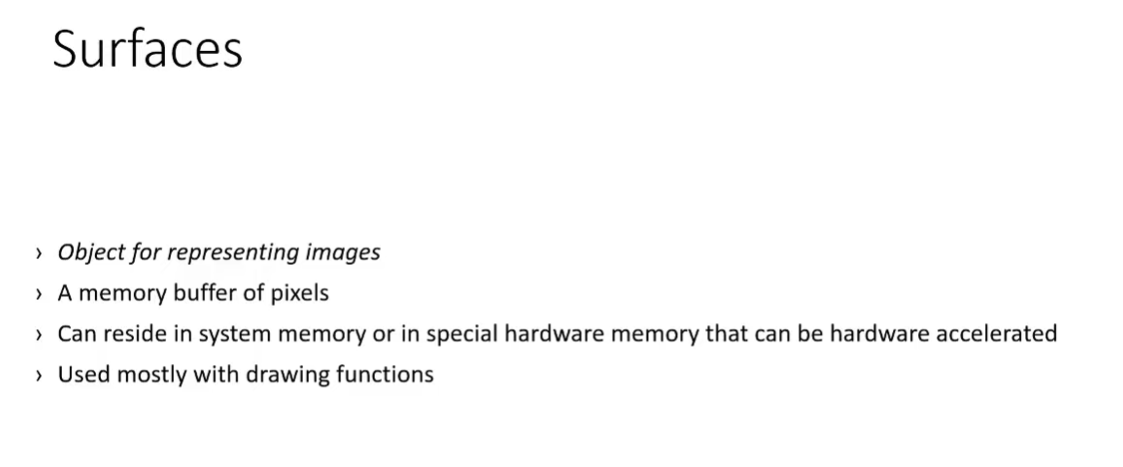 Surfaces
› Object for representing images
› A memory buffer of pixels
› Can reside in system memory or in special hardware memory that can be hardware accelerated
› Used mostly with drawing functions